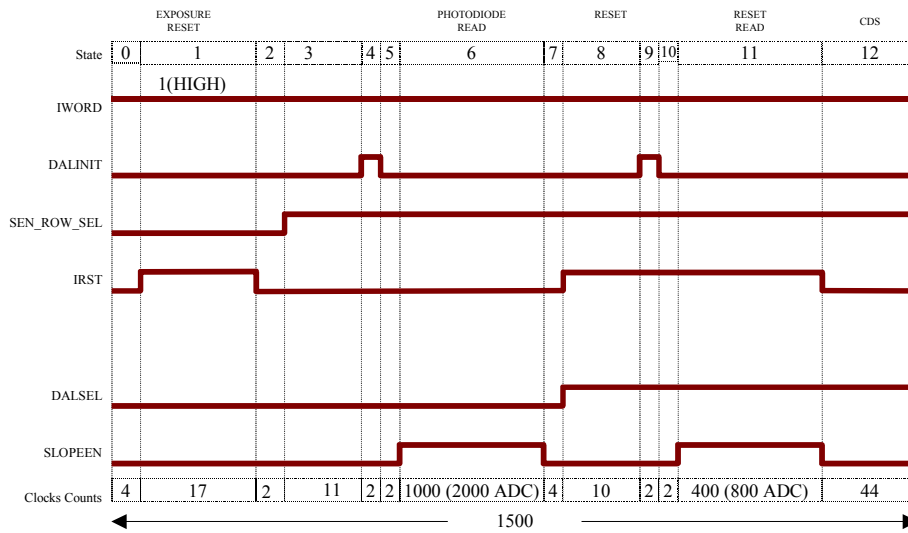 EXPOSURE RESET PHOTODIODE READ RESET RESET READ CDS
State 0 1 2 3 4 5 6 7 8 9 10 11 12
1(HIGH)
IWORD
DALINIT
SEN_ROW_SEL
IRST
DALSEL
SLOPEEN
Clocks Counts 4 17 2 11 2 2 1000 (2000 ADC) 4 10 2 2 400 (800 ADC) 44
1500